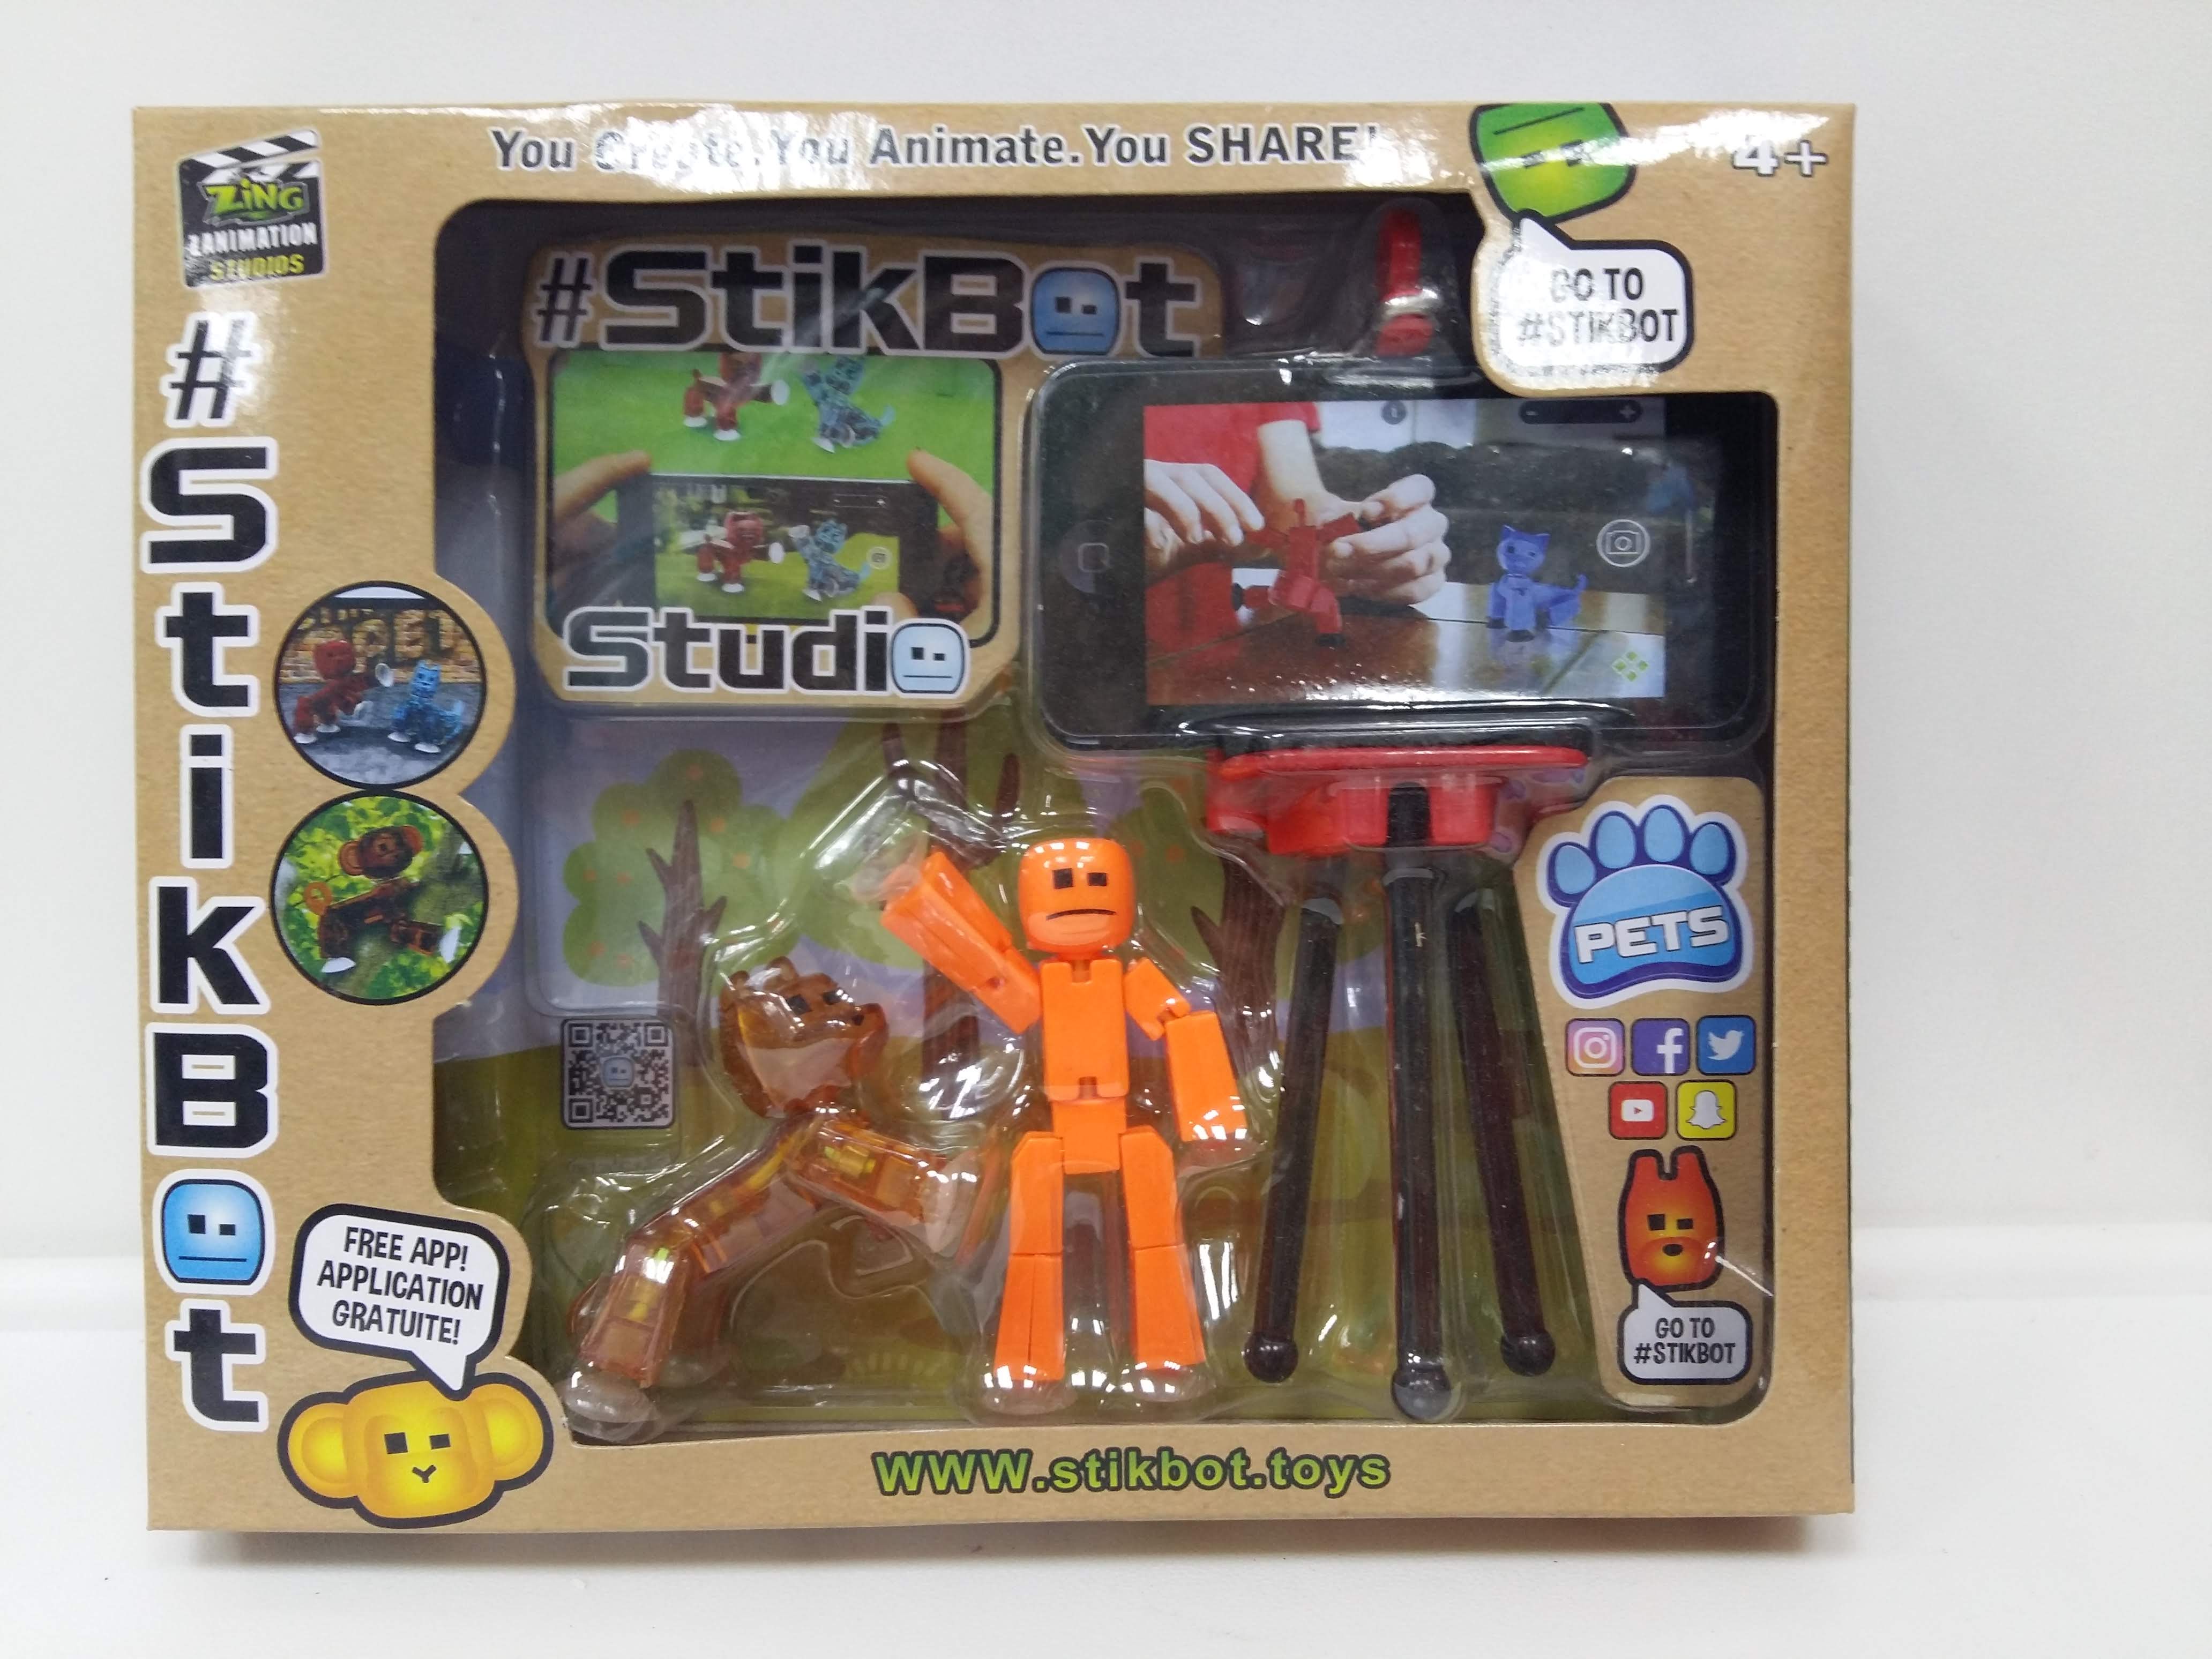 You Create. You Animate. You SHARE!
4+
ZiNG
ZANIMATION
STUDIOS
GO TO
#STIKBOT
#StikBot
Studio
#StikBot
PETS
GO TO
#STIKBOT
FREE APP!
APPLICATION
GRATUITE!
www.stikbot.toys